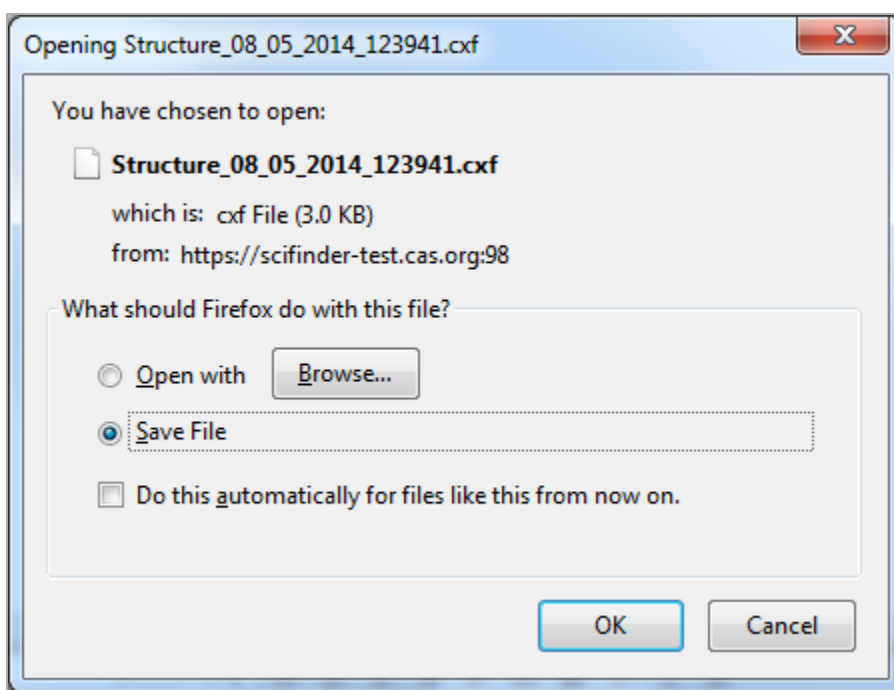 Opening Structure_08_05_2014_123941.cxf
You have chosen to open:
Structure_08_05_2014_123941.cxf
which is: cxf File (3.0 KB)
from: https://scifinder-test.cas.org:98
What should Firefox do with this file?
Open with Browse...
Save File
Do this automatically for files like this from now on.
OK Cancel